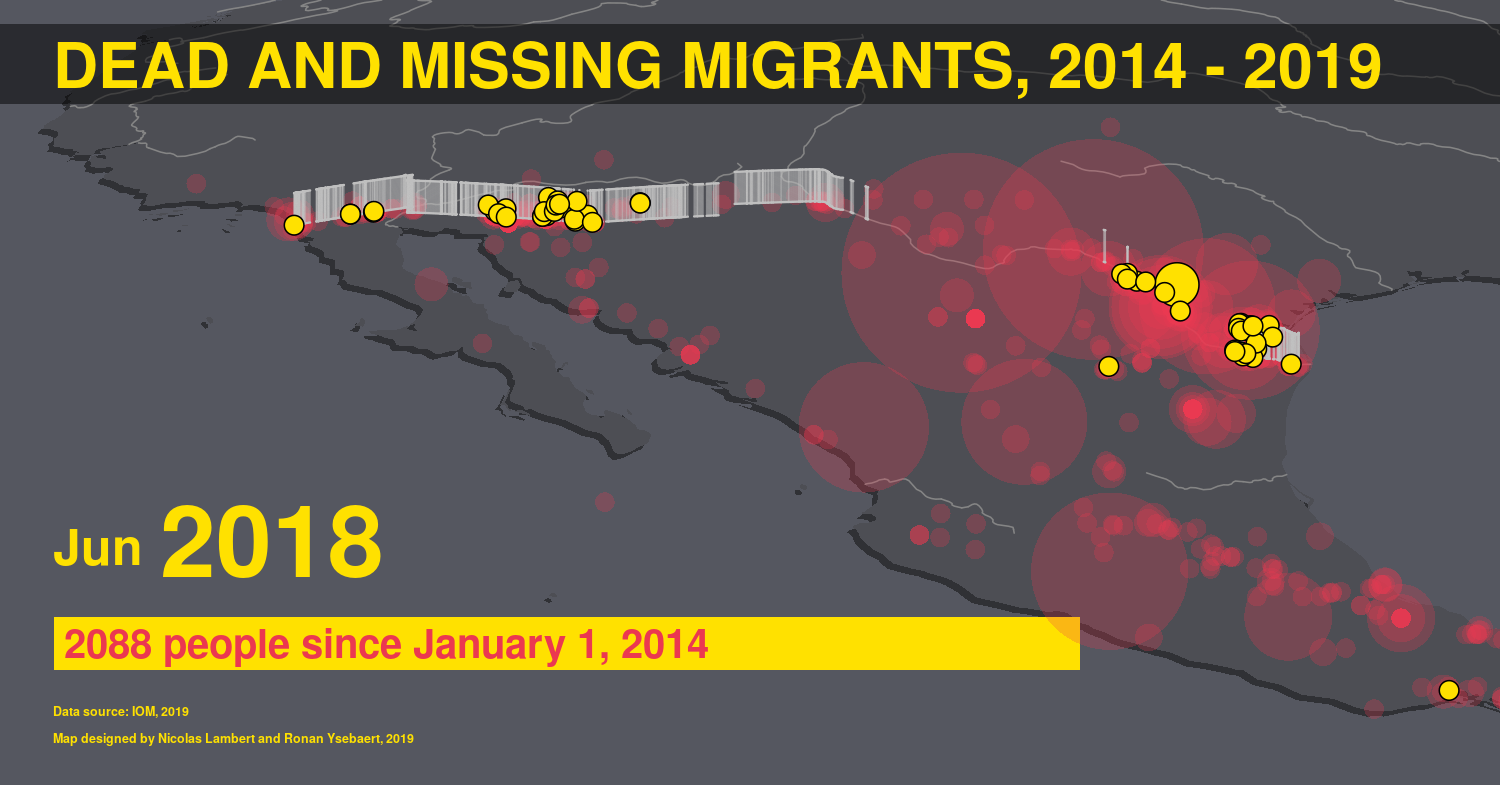 DEAD AND MISSING MIGRANTS, 2014 - 2019
Jun 2018
2088 people since January 1, 2014
Data source: IOM, 2019
Map designed by Nicolas Lambert and Ronan Ysebaert, 2019